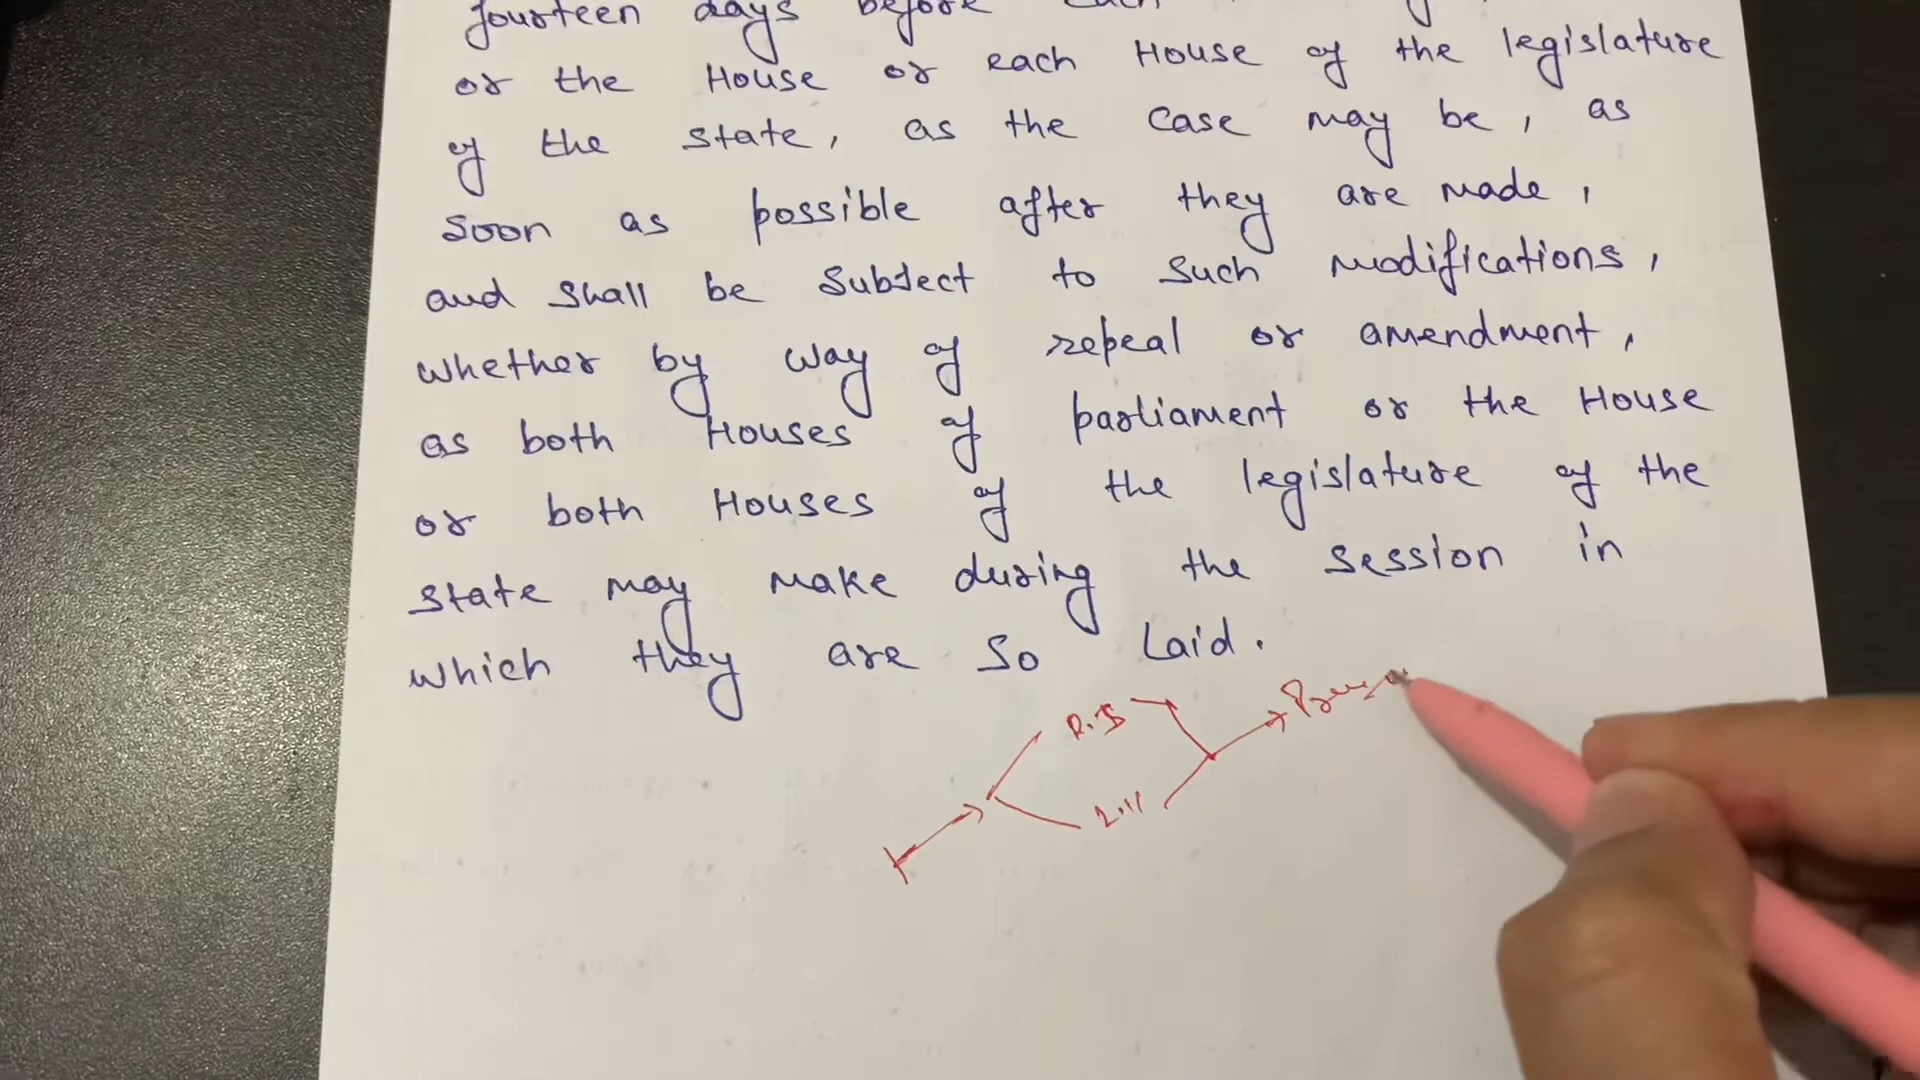 fourteen days before each
or the House or each House of the legislature
of the state, as the case may be, as
soon as possible after they are made,
and shall be Subject to such modifications,
whether by way of repeal or amendment,
as both Houses of parliament or the House
or both Houses of the legislature of the
state may make during the session in
which they are so Laid.
R.S